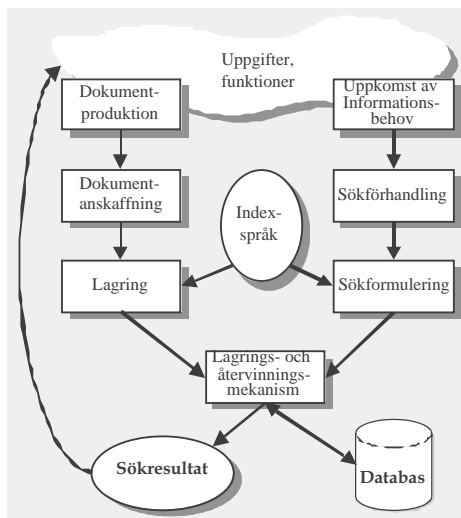 Uppgifter,
funktioner
Dokument-
produktion
Uppkomst av
Informations-
behov
Dokument-
anskaffning
Sökförhandling
Index-
språk
Lagring
Sökformulering
Lagrings- och
återvinnings-
mekanism
Sökresultat
Databas